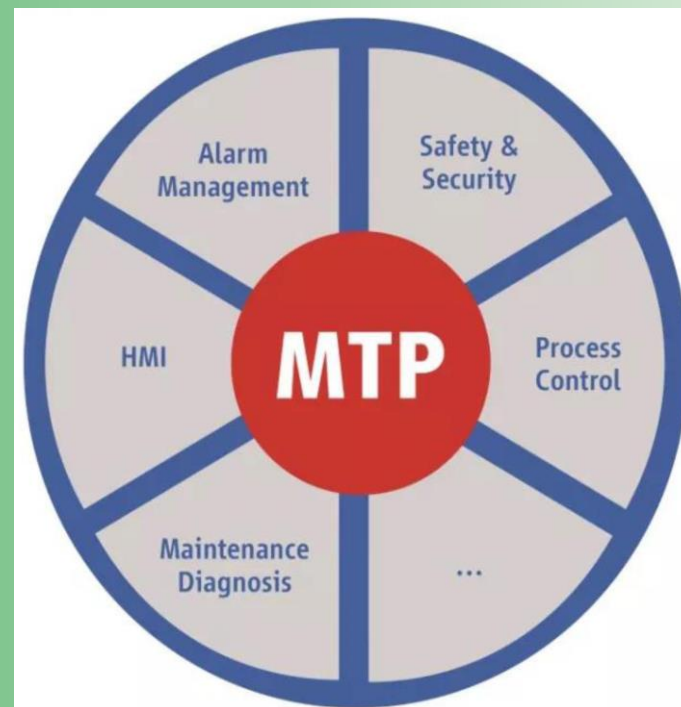 Alarm
Management
Safety &
Security
HMI
MTP
Process
Control
Maintenance
Diagnosis
...